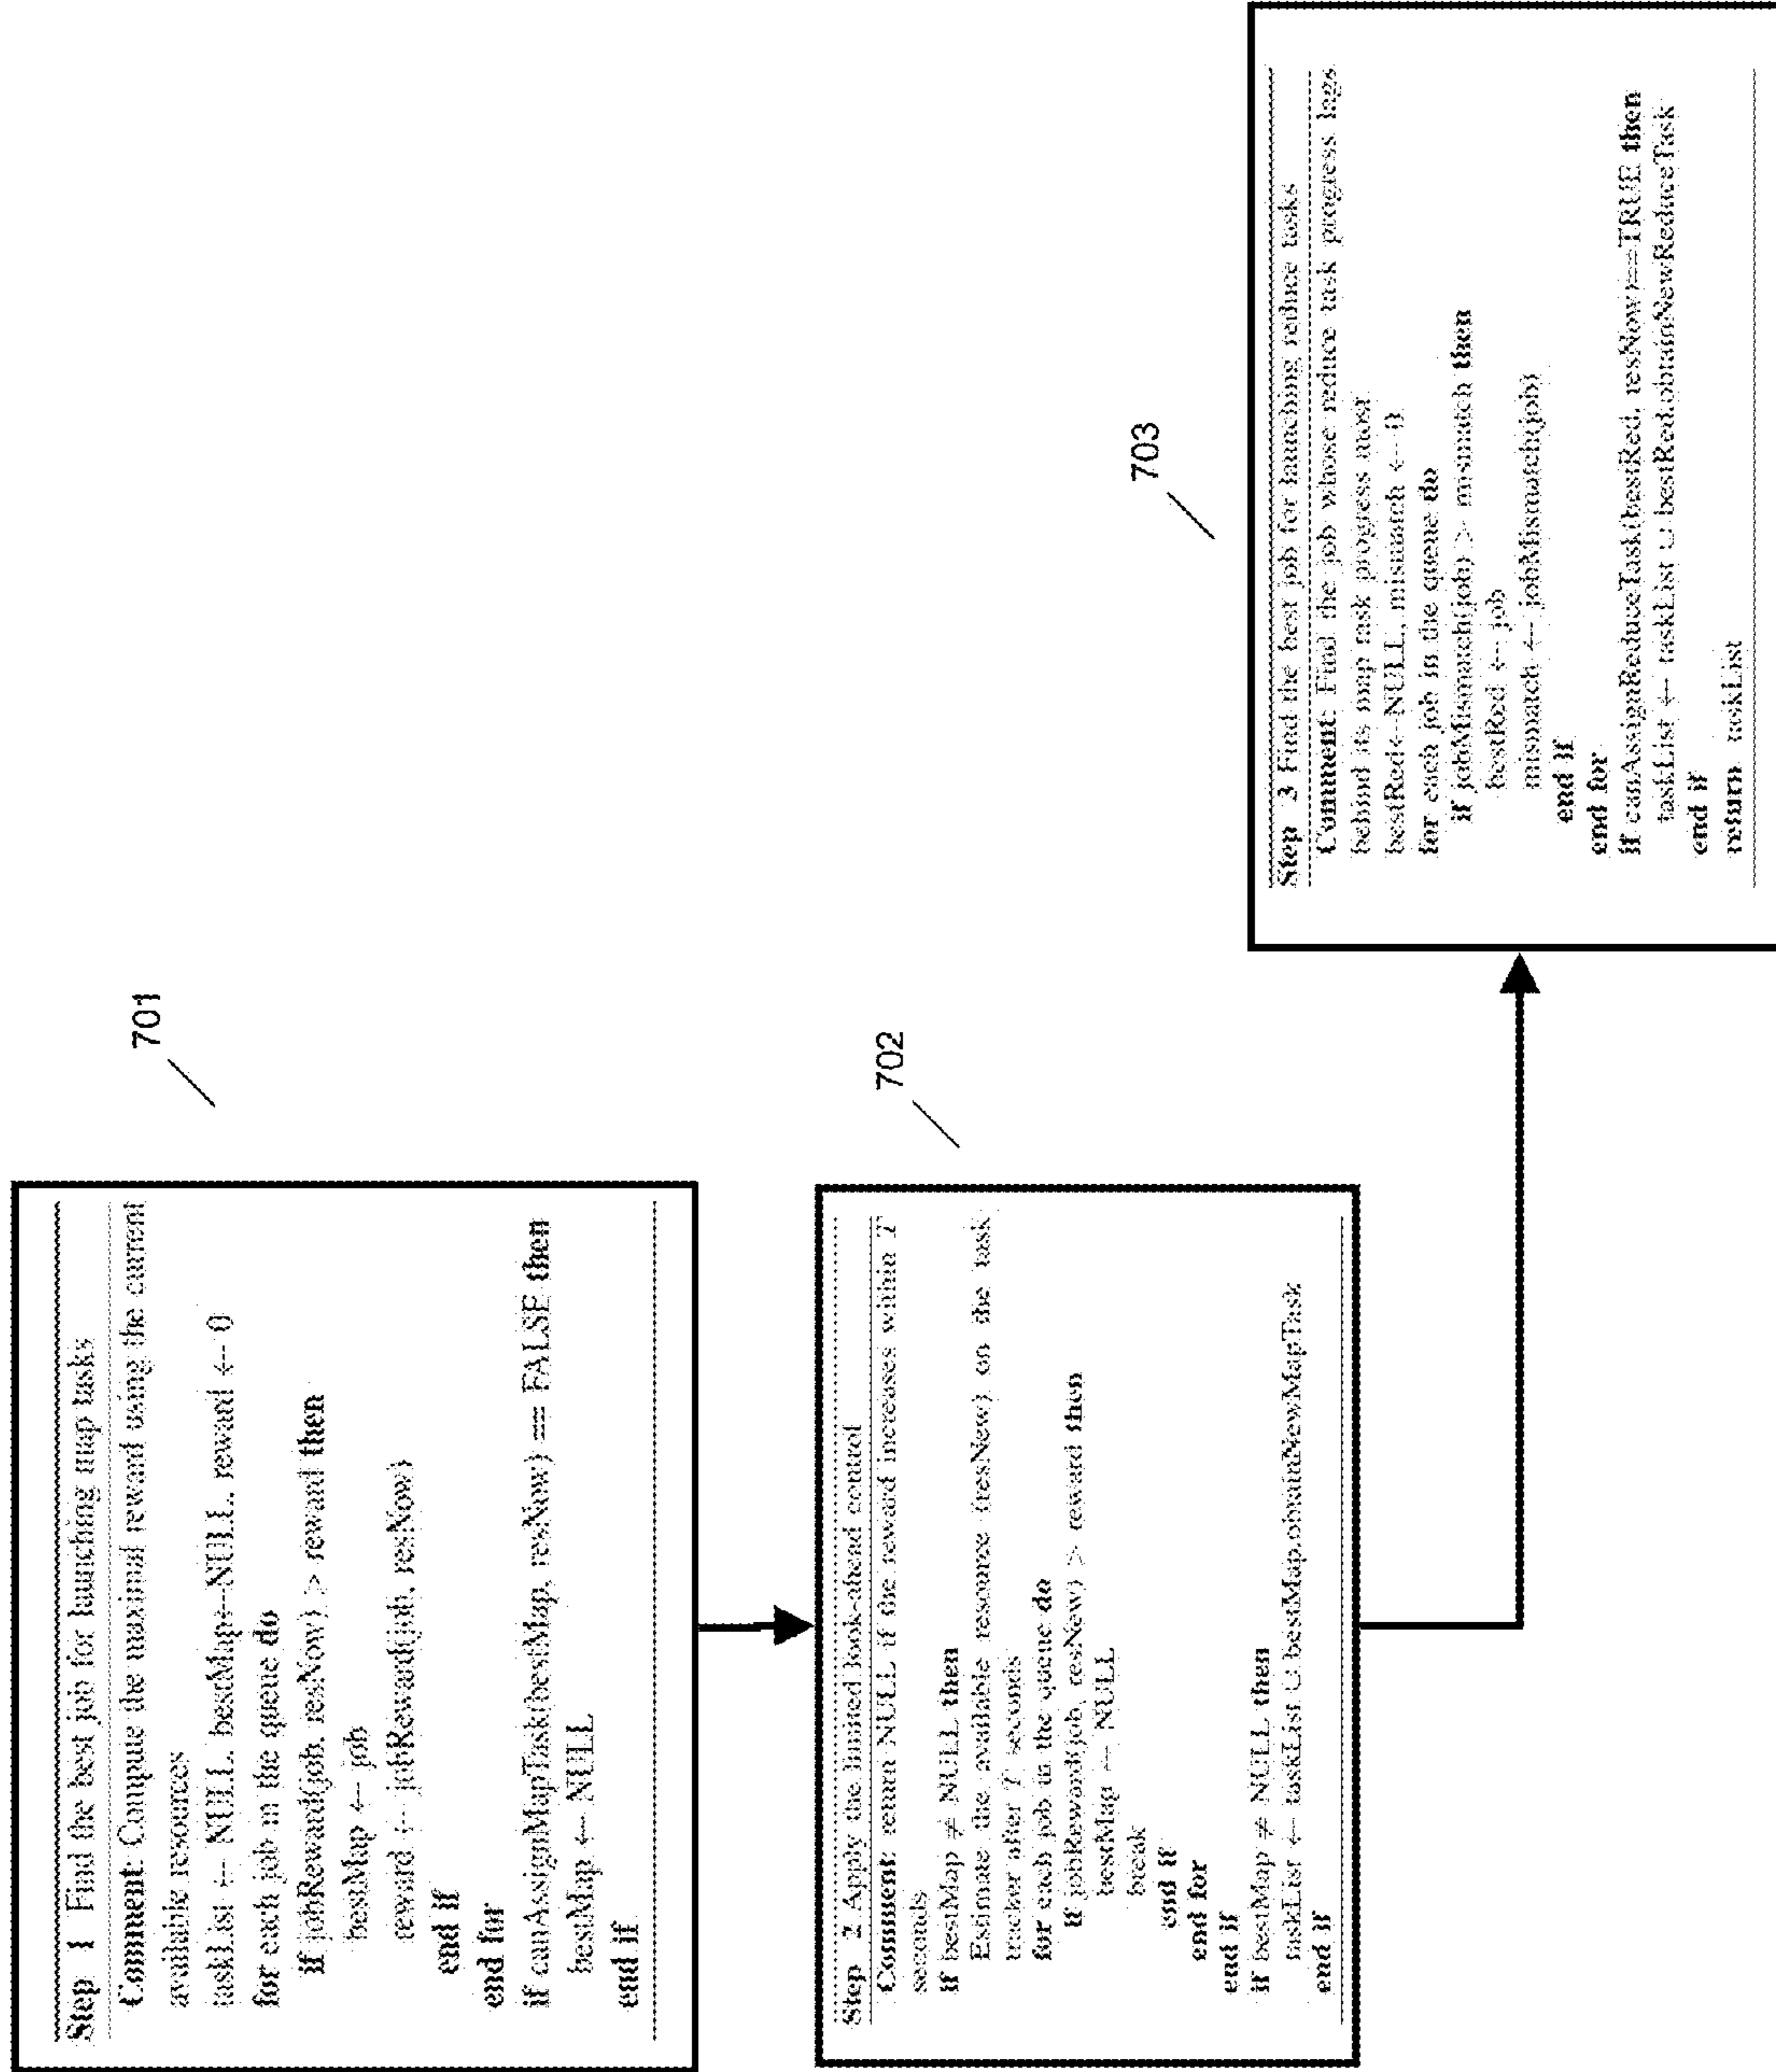 701
Step 1 Find the best job for launching map tasks
Comment: Compute the maximal reward using the current
available resources
taskList ← NULL, bestMap←NULL, reward ← 0
for each job in the queue do
if jobReward(job, resNow) > reward then
bestMap ← job
reward ← jobReward(job, resNow)
end if
end for
if canAssignMapTask(bestMap, resNow) == FALSE then
bestMap ← NULL
end if
702
Step 2 Apply the limited look-ahead control
Comment: return NULL if the reward increases within T
seconds
if bestMap ≠ NULL then
Estimate the available resource (resNew) on the task
tracker after T seconds
for each job in the queue do
if jobReward(job, resNew) > reward then
bestMap ← NULL
break
end if
end for
end if
if bestMap ≠ NULL then
taskList ← taskList ∪ bestMap.obtainNewMapTask
end if
703
Step 3 Find the best job for launching reduce tasks
Comment: Find the job whose reduce task progress lags
behind its map task progress most
bestRed←NULL, mismatch ←0
for each job in the queue do
if jobMismatch(job) > mismatch then
bestRed ← job
mismatch ← jobMismatch(job)
end if
end for
if canAssignReduceTask(bestRed, resNow)==TRUE then
taskList ← taskList ∪ bestRed.obtainNewReduceTask
end if
return taskList